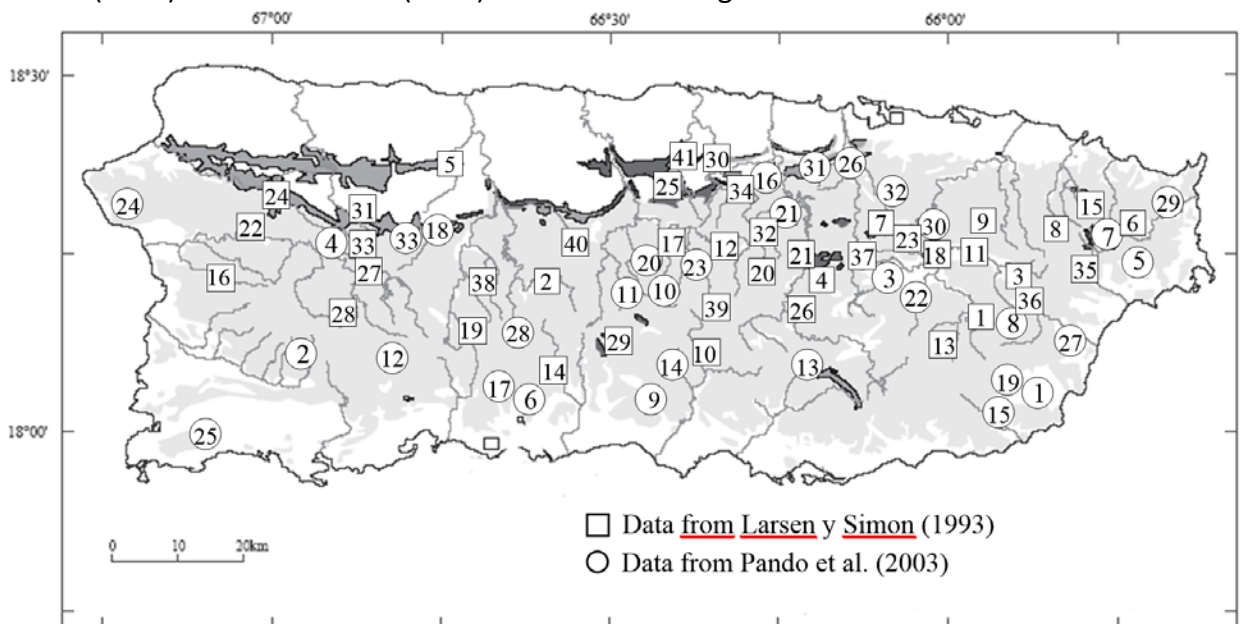 67°00' 66°30' 66°00'
18°30'
5 41 30 31 26
24 25 34 16 32
24 31 21 15 29
22 18 32 7 30 9 8 7 6
4 33 33 40 17 12 23
27 20 23 21 37 18 11 5
16 38 2 20 4 3 3 35
11 10 22 36
28 39 26 1 8
19 28 29 13 27
2 12 14 14 10 13
17 6 9 19 1
15
25
18°00'
Data from Larsen y Simon (1993)
0 10 20km
Data from Pando et al. (2003)